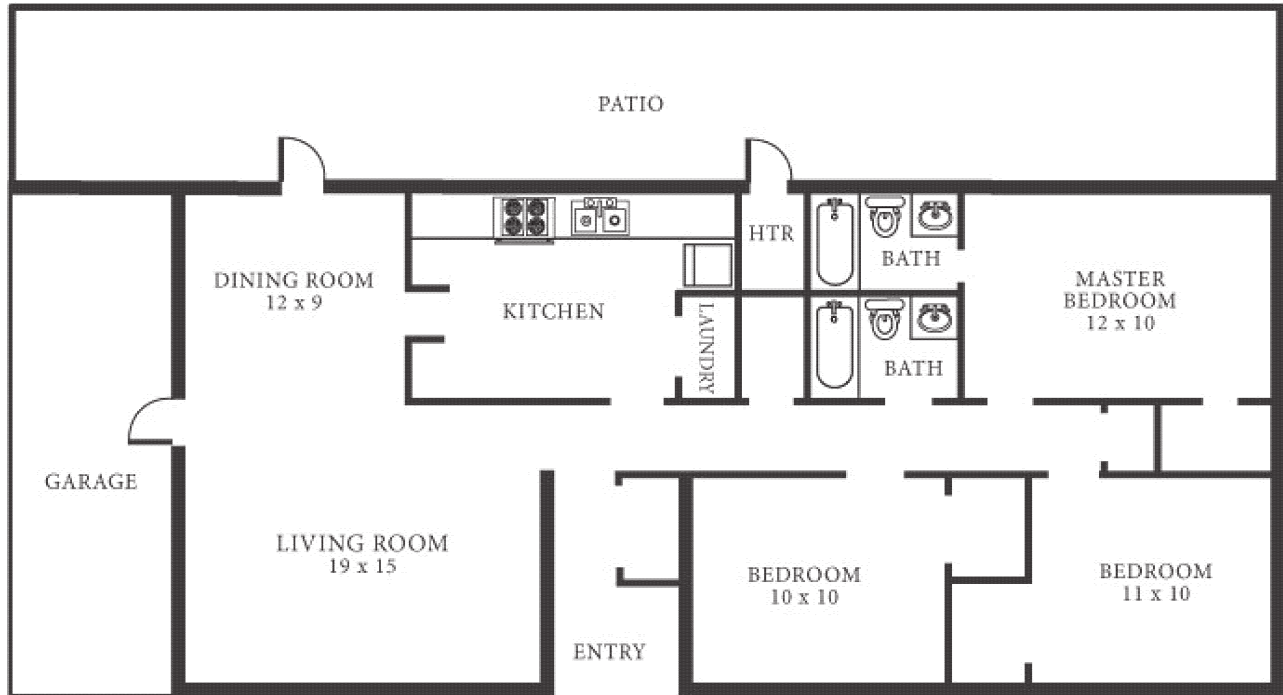 PATIO
HTR
BATH
DINING ROOM
12 x 9
KITCHEN
MASTER
BEDROOM
12 x 10
LAUNDRY
BATH
GARAGE
LIVING ROOM
19 x 15
BEDROOM
10 x 10
BEDROOM
11 x 10
ENTRY